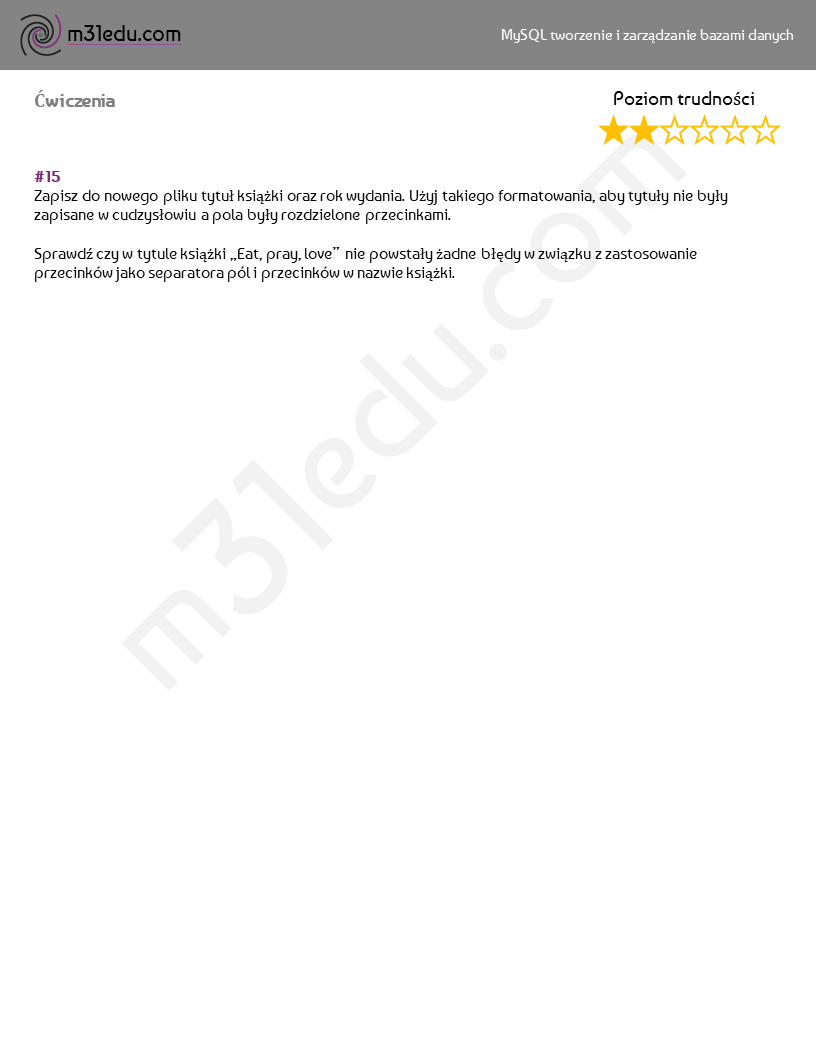 m31edu.com
MySQL tworzenie i zarządzanie bazami danych
Ćwiczenia
Poziom trudności
#15
Zapisz do nowego pliku tytuł książki oraz rok wydania. Użyj takiego formatowania, aby tytuły nie były
zapisane w cudzysłowiu a pola były rozdzielone przecinkami.
Sprawdź czy w tytule książki „Eat, pray, love” nie powstały żadne błędy w związku z zastosowanie
przecinków jako separatora pól i przecinków w nazwie książki.
m31edu.com